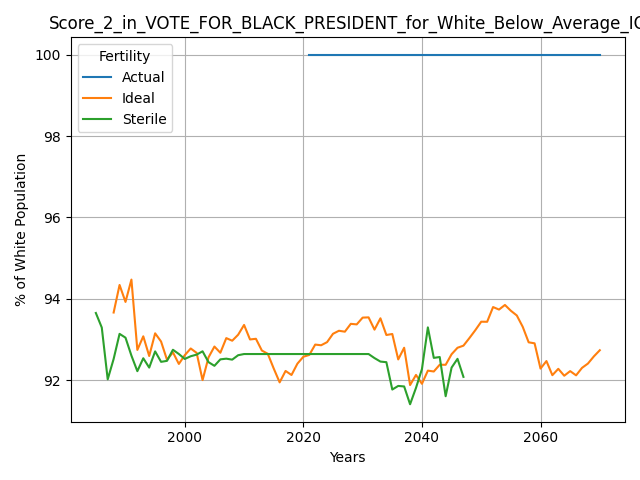 Score_2_in_VOTE_FOR_BLACK_PRESIDENT_for_White_Below_Average_IQ
Fertility
Actual
Ideal
Sterile
% of White Population
100
98
96
94
92
2000
2020
2040
2060
Years